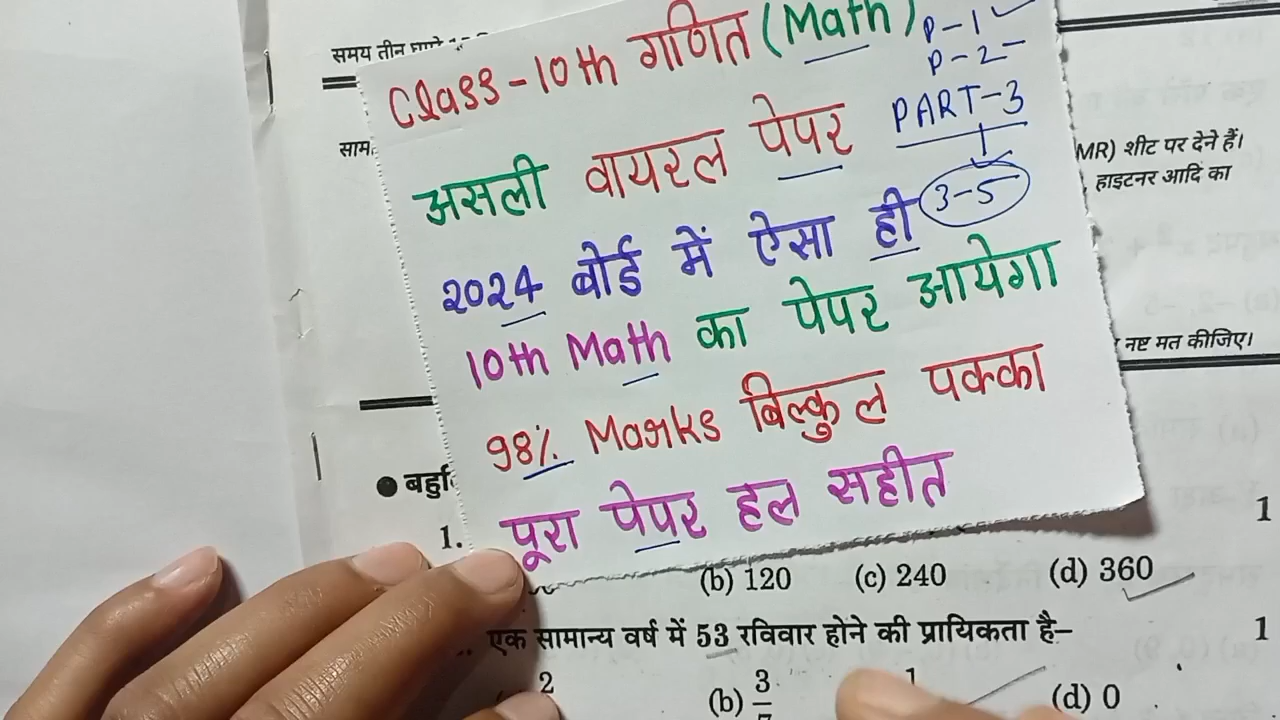 समय तीन
Class-10th गणित (Math) P-1
P-2
असली वायरल पेपर PART-3
MR) शीट पर देने हैं।
हाइटनर आदि का
3-5
2024 बोर्ड में ऐसा ही
10th Math का पेपर आयेगा
नष्ट मत कीजिए।
98% Marks बिल्कुल पक्का
पूरा पेपर हल सहीत
1. 1
(b) 120 (c) 240 (d) 360
एक सामान्य वर्ष में 53 रविवार होने की प्रायिकता है– 1
2 (b) 3/7 1 (d) 0